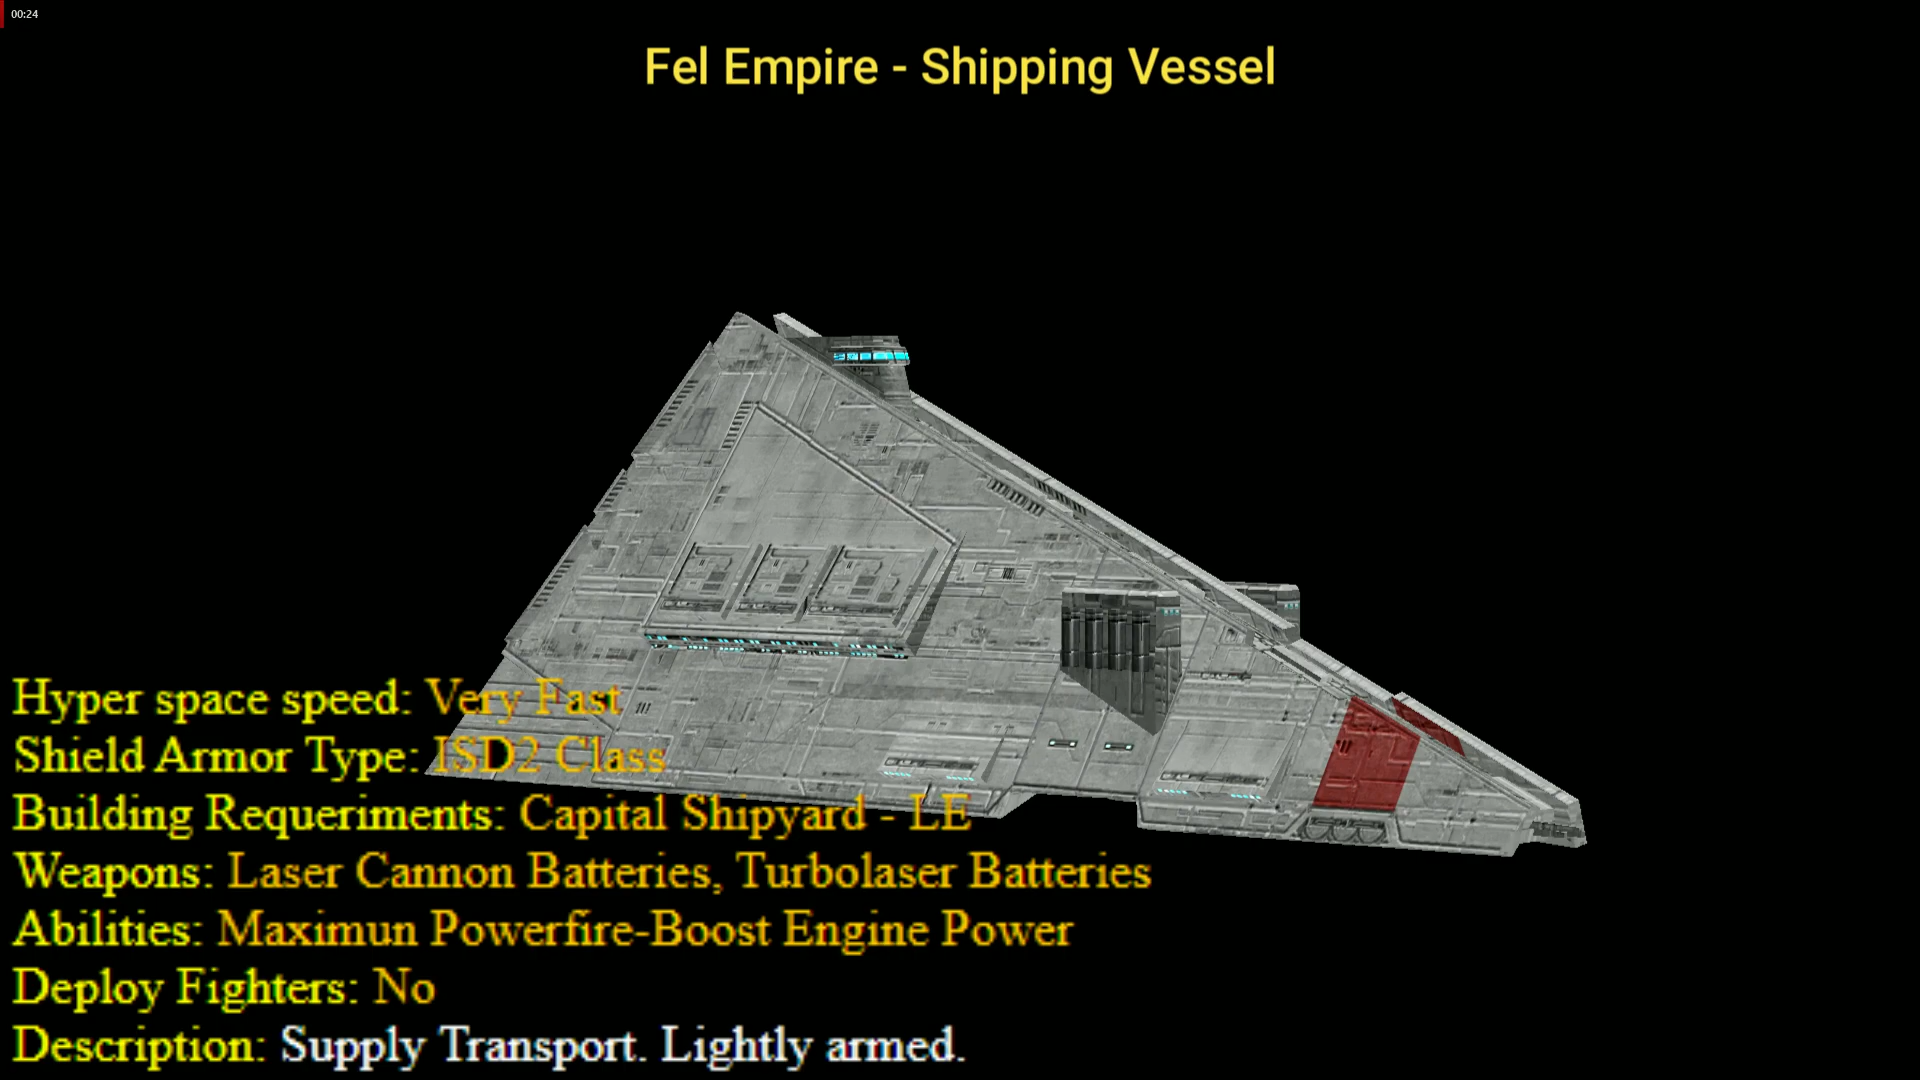 00:24
Fel Empire - Shipping Vessel
Hyper space speed: Very Fast
Shield Armor Type: ISD2 Class
Building Requeriments: Capital Shipyard - LE
Weapons: Laser Cannon Batteries, Turbolaser Batteries
Abilities: Maximun Powerfire-Boost Engine Power
Deploy Fighters: No
Description: Supply Transport. Lightly armed.